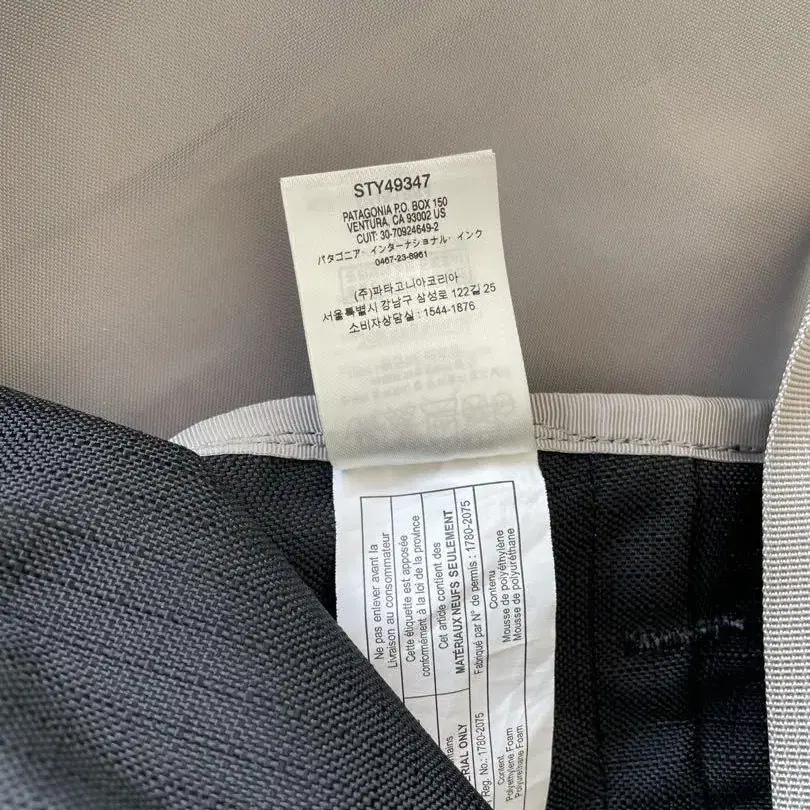 STY49347
PATAGONIA P.O. BOX 150
VENTURA, CA 93002 US
CUIT: 30-70924649-2
パタゴニア・インターナショナル・インク
0467-23-8961
(주)파타고니아코리아
서울특별시 강남구 삼성로 122길 25
소비자상담실 : 1544-1876
Ne pas enlever avant la
Livraison au consommateur
Cette étiquette est apposée
conformément à la loi de la province
Cet article contient des
MATÉRIAUX NEUFS SEULEMENT
Fabriqué par N° de permis : 1780-2075
Contenu
Mousse de polyéthylène
Mousse de polyuréthane
ntains
ERIAL ONLY
Reg. No.: 1780-2075
Content
Polyethylene Foam
Polyurethane Foam